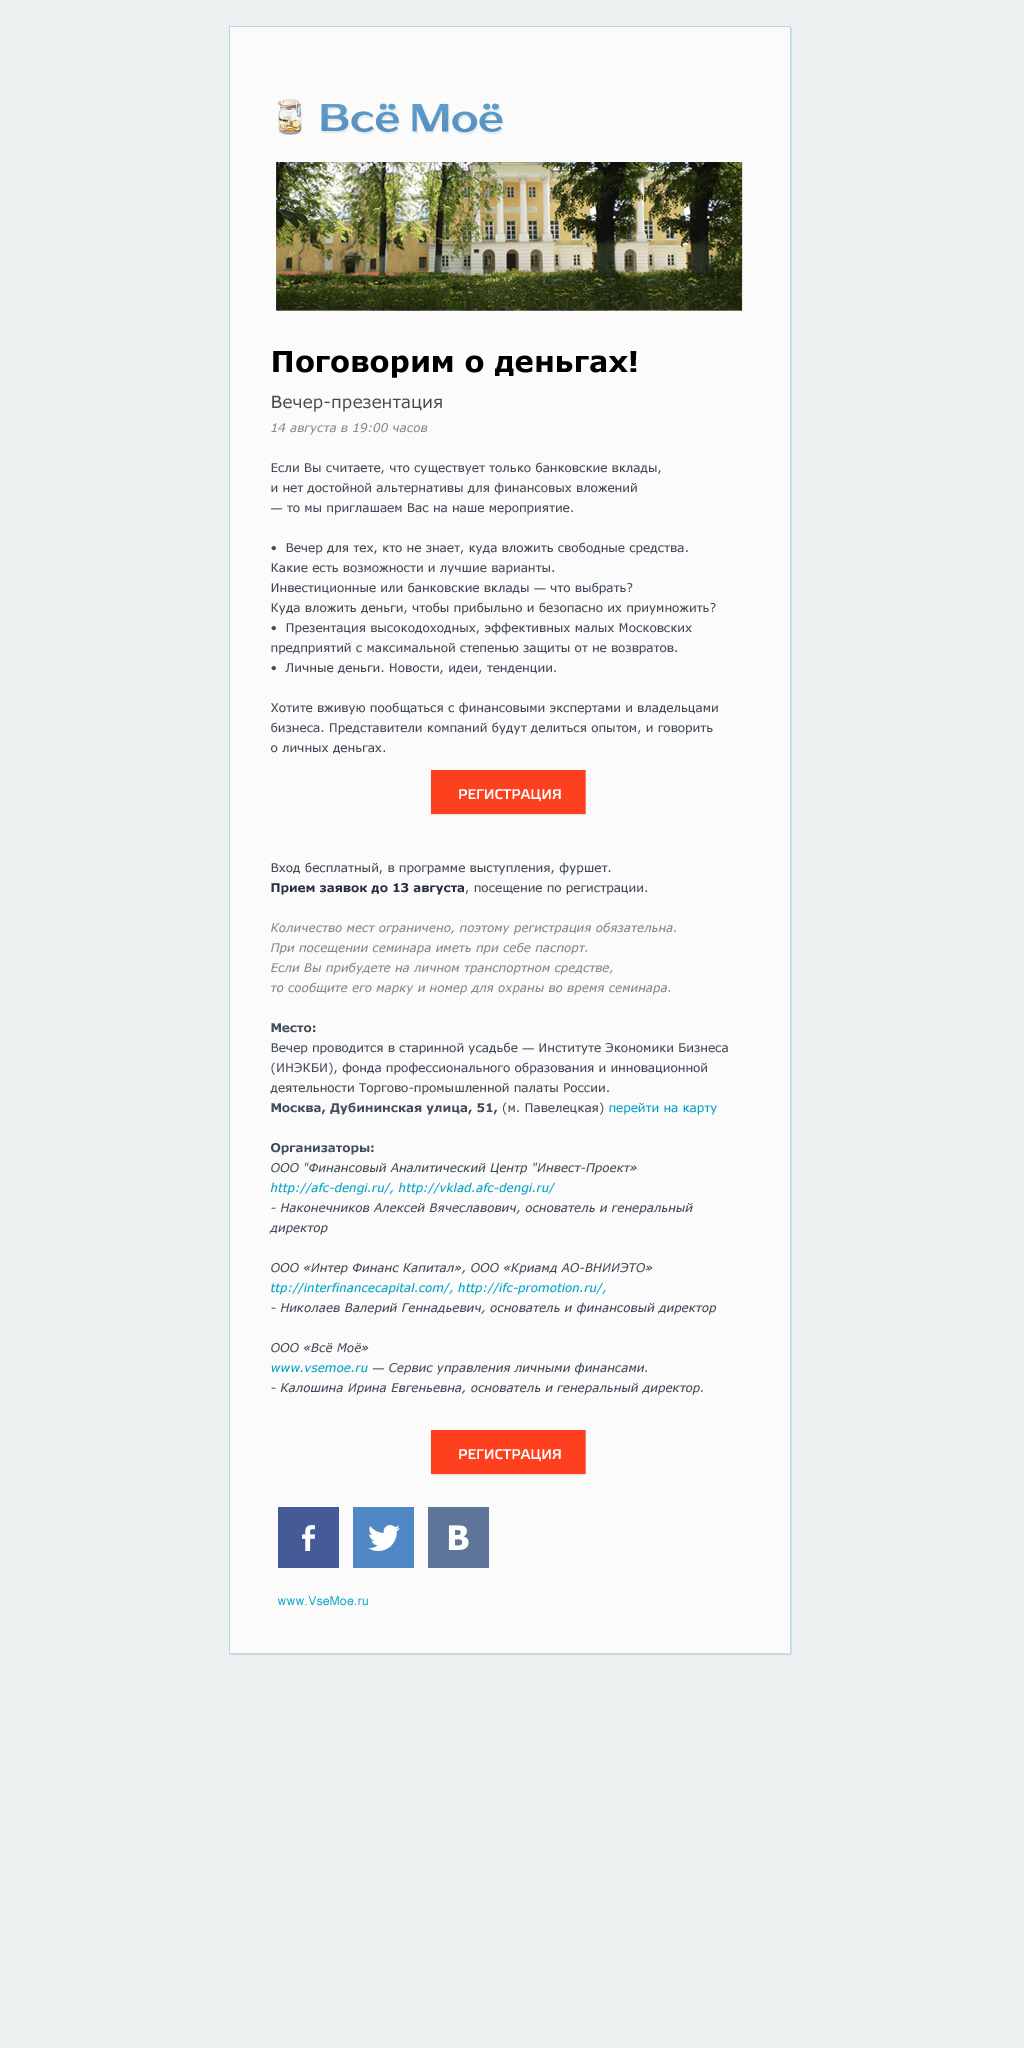 Всё Моё
Поговорим о деньгах!
Вечер-презентация
14 августа в 19:00 часов
Если Вы считаете, что существует только банковские вклады,
и нет достойной альтернативы для финансовых вложений
— то мы приглашаем Вас на наше мероприятие.
• Вечер для тех, кто не знает, куда вложить свободные средства.
Какие есть возможности и лучшие варианты.
Инвестиционные или банковские вклады — что выбрать?
Куда вложить деньги, чтобы прибыльно и безопасно их приумножить?
• Презентация высокодоходных, эффективных малых Московских
предприятий с максимальной степенью защиты от не возвратов.
• Личные деньги. Новости, идеи, тенденции.
Хотите вживую пообщаться с финансовыми экспертами и владельцами
бизнеса. Представители компаний будут делиться опытом, и говорить
о личных деньгах.
РЕГИСТРАЦИЯ
Вход бесплатный, в программе выступления, фуршет.
Прием заявок до 13 августа, посещение по регистрации.
Количество мест ограничено, поэтому регистрация обязательна.
При посещении семинара иметь при себе паспорт.
Если Вы прибудете на личном транспортном средстве,
то сообщите его марку и номер для охраны во время семинара.
Место:
Вечер проводится в старинной усадьбе — Институте Экономики Бизнеса
(ИНЭКБИ), фонда профессионального образования и инновационной
деятельности Торгово-промышленной палаты России.
Москва, Дубининская улица, 51, (м. Павелецкая) перейти на карту
Организаторы:
ООО "Финансовый Аналитический Центр "Инвест-Проект»
http://afc-dengi.ru/, http://vklad.afc-dengi.ru/
- Наконечников Алексей Вячеславович, основатель и генеральный
директор
ООО «Интер Финанс Капитал», ООО «Криамд АО-ВНИИЭТО»
ttp://interfinancecapital.com/, http://ifc-promotion.ru/,
- Николаев Валерий Геннадьевич, основатель и финансовый директор
ООО «Всё Моё»
www.vsemoe.ru — Сервис управления личными финансами.
- Калошина Ирина Евгеньевна, основатель и генеральный директор.
РЕГИСТРАЦИЯ
www.VseMoe.ru